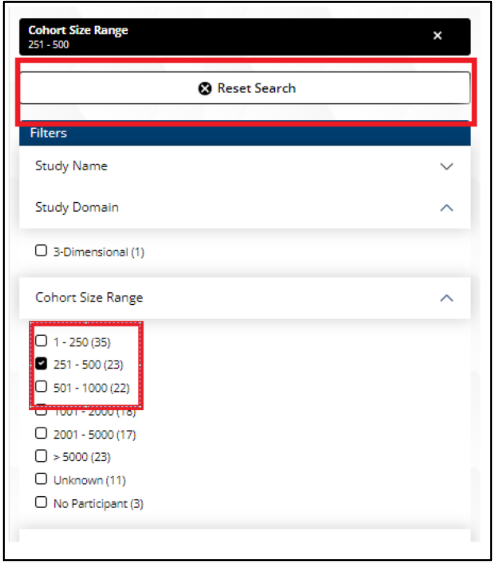 Cohort Size Range
251 - 500
Reset Search
Filters
Study Name
Study Domain
3-Dimensional (1)
Cohort Size Range
1 - 250 (35)
251 - 500 (23)
501 - 1000 (22)
1001 - 2000 (18)
2001 - 5000 (17)
> 5000 (23)
Unknown (11)
No Participant (3)